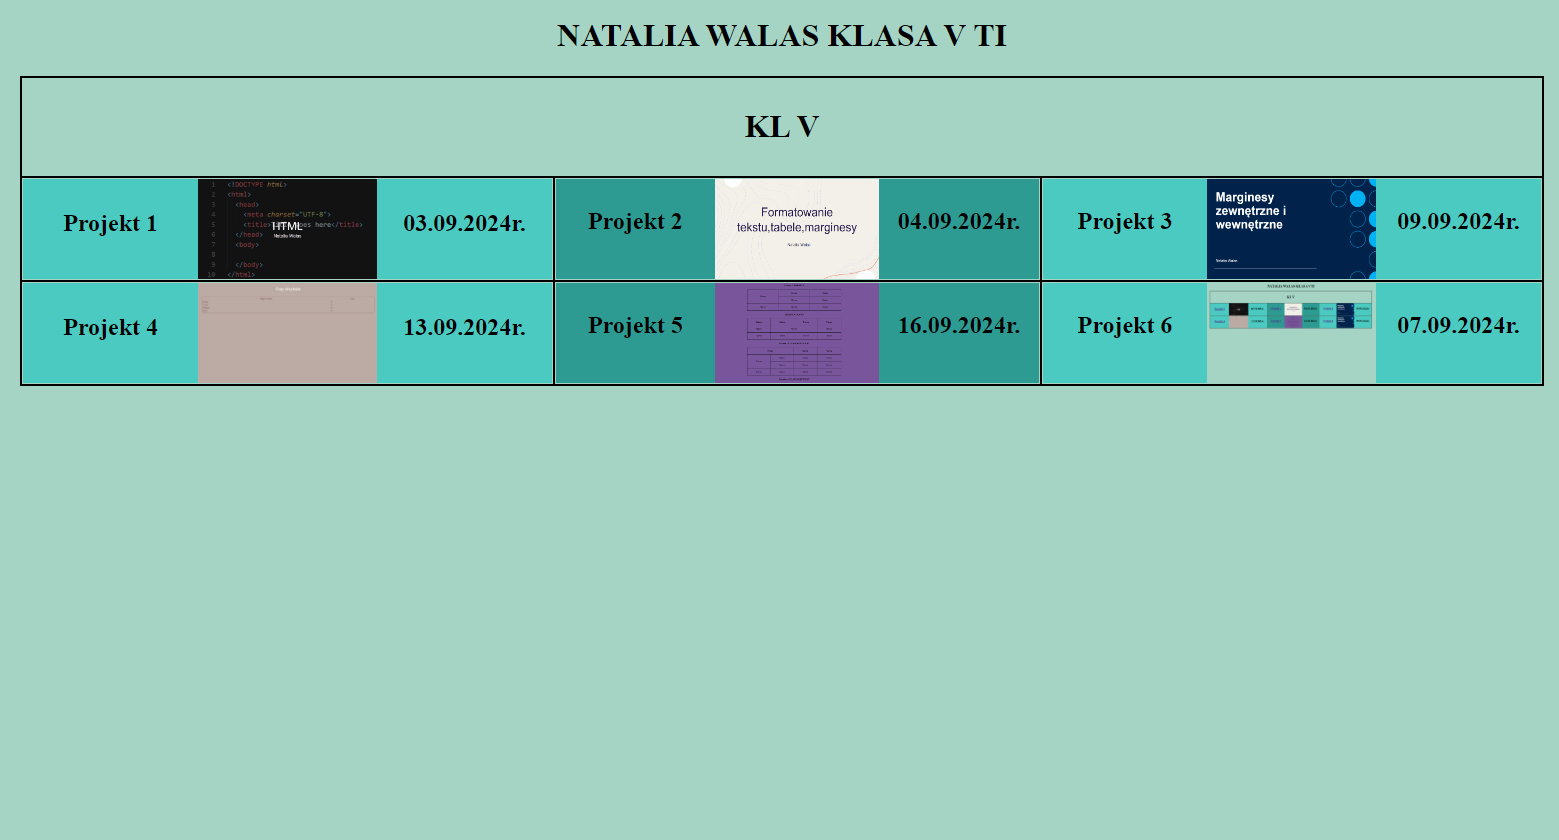 NATALIA WALAS KLASA V TI
KL V
Projekt 1
1 <!DOCTYPE html>
2 <html>
3 <head>
4 <meta charset="UTF-8">
5 <title> es here</title>
HTML
6 </head>
Natalia Walas
7 <body>
8
9 </body>
10 </html>
03.09.2024r.
Projekt 2
Formatowanie
tekstu,tabele,marginesy
Natalia Walas
04.09.2024r.
Projekt 3
Marginesy
zewnętrzne i
wewnętrzne
Natalia Walas
09.09.2024r.
Projekt 4
13.09.2024r.
Projekt 5
16.09.2024r.
Projekt 6
NATALIA WALAS KLASA V TI
KL V
07.09.2024r.